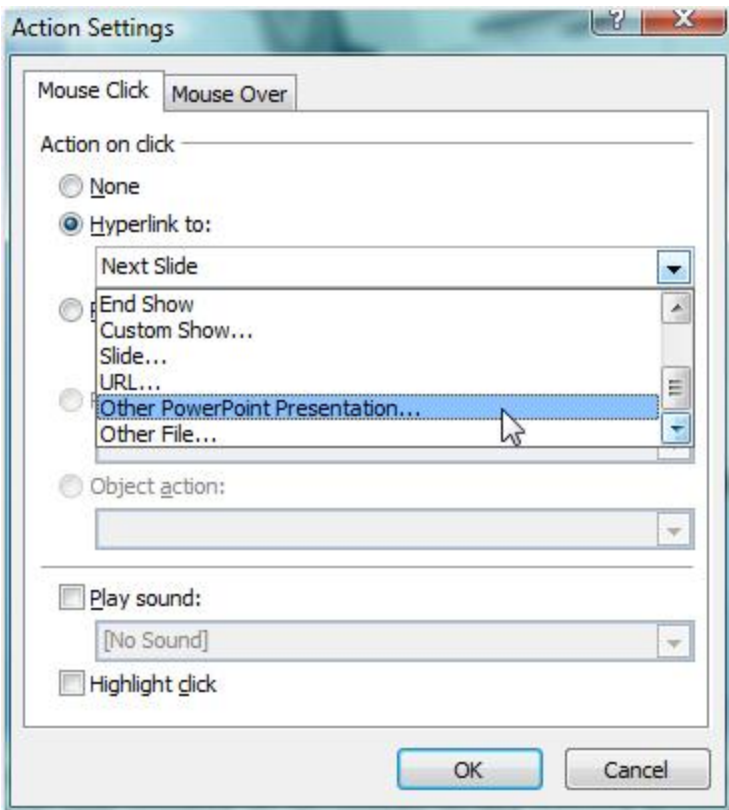 Action Settings
?
Mouse Click Mouse Over
Action on click
None
Hyperlink to:
Next Slide
End Show
Custom Show...
Slide...
URL...
Other PowerPoint Presentation...
Other File...
Object action:
Play sound:
[No Sound]
Highlight click
OK Cancel